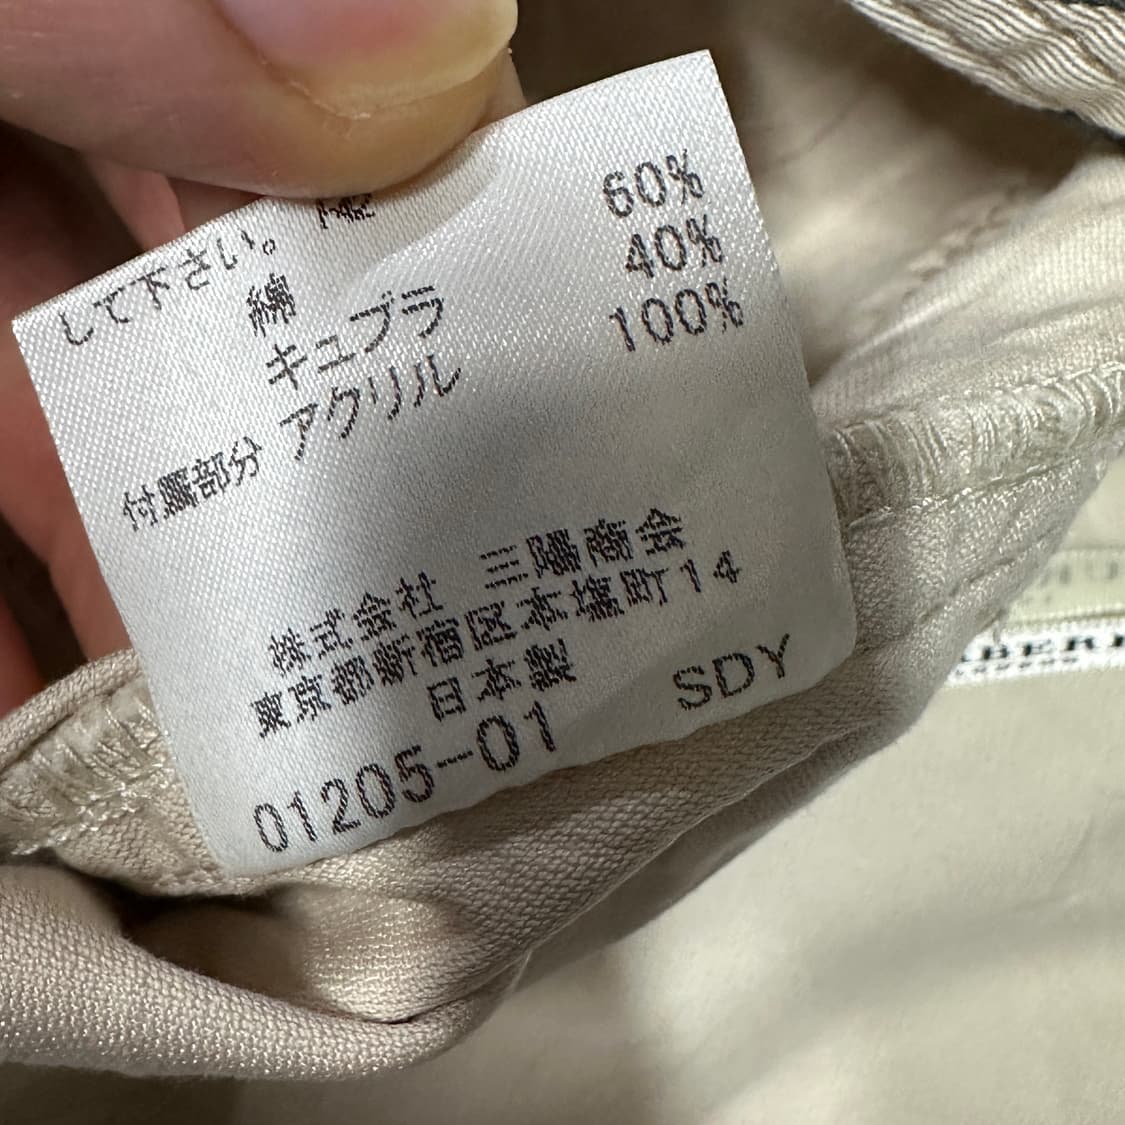 して下さい。
綿 60%
キュプラ 40%
付属部分 アクリル 100%
株式会社 三陽商会
東京都新宿区本塩町14
日本製
SDY
01205-01